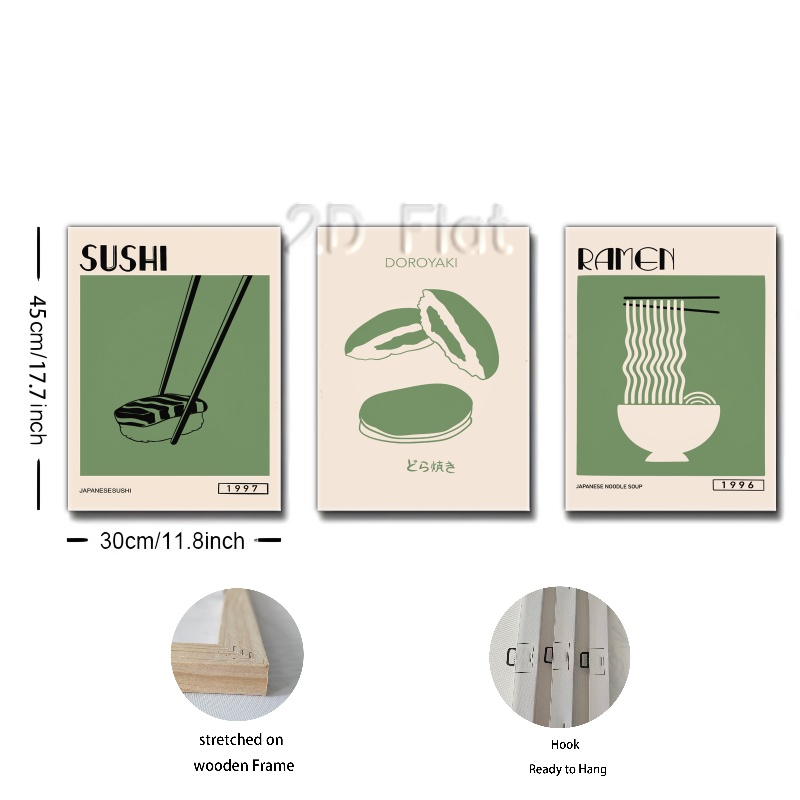 2D Flat
SUSHI
DOROYAKI
RAMEN
45cm/17.7inch
どら焼き
JAPANESESUSHI
1997
JAPANESE NOODLE SOUP
1996
30cm/11.8inch
stretched on
wooden Frame
Hook
Ready to Hang